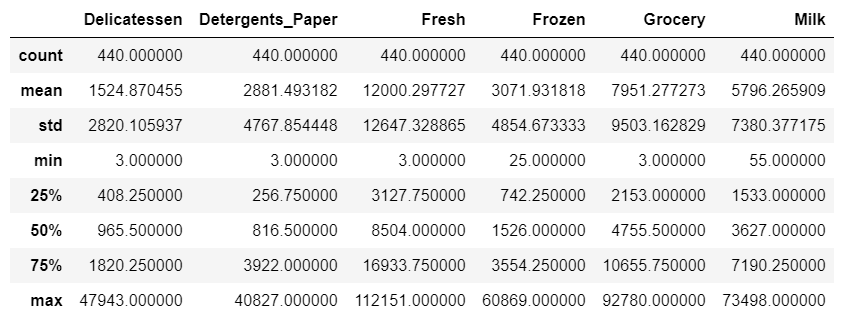 Delicatessen Detergents_Paper Fresh Frozen Grocery Milk
count 440.000000 440.000000 440.000000 440.000000 440.000000 440.000000
mean 1524.870455 2881.493182 12000.297727 3071.931818 7951.277273 5796.265909
std 2820.105937 4767.854448 12647.328865 4854.673333 9503.162829 7380.377175
min 3.000000 3.000000 3.000000 25.000000 3.000000 55.000000
25% 408.250000 256.750000 3127.750000 742.250000 2153.000000 1533.000000
50% 965.500000 816.500000 8504.000000 1526.000000 4755.500000 3627.000000
75% 1820.250000 3922.000000 16933.750000 3554.250000 10655.750000 7190.250000
max 47943.000000 40827.000000 112151.000000 60869.000000 92780.000000 73498.000000